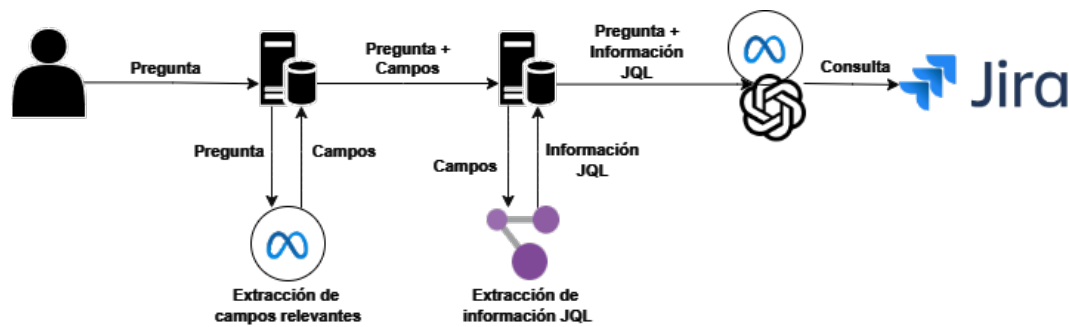 Pregunta
Pregunta +
Campos
Pregunta +
Información
JQL
Consulta
Jira
Pregunta
Campos
Campos
Información
JQL
Extracción de
campos relevantes
Extracción de
información JQL